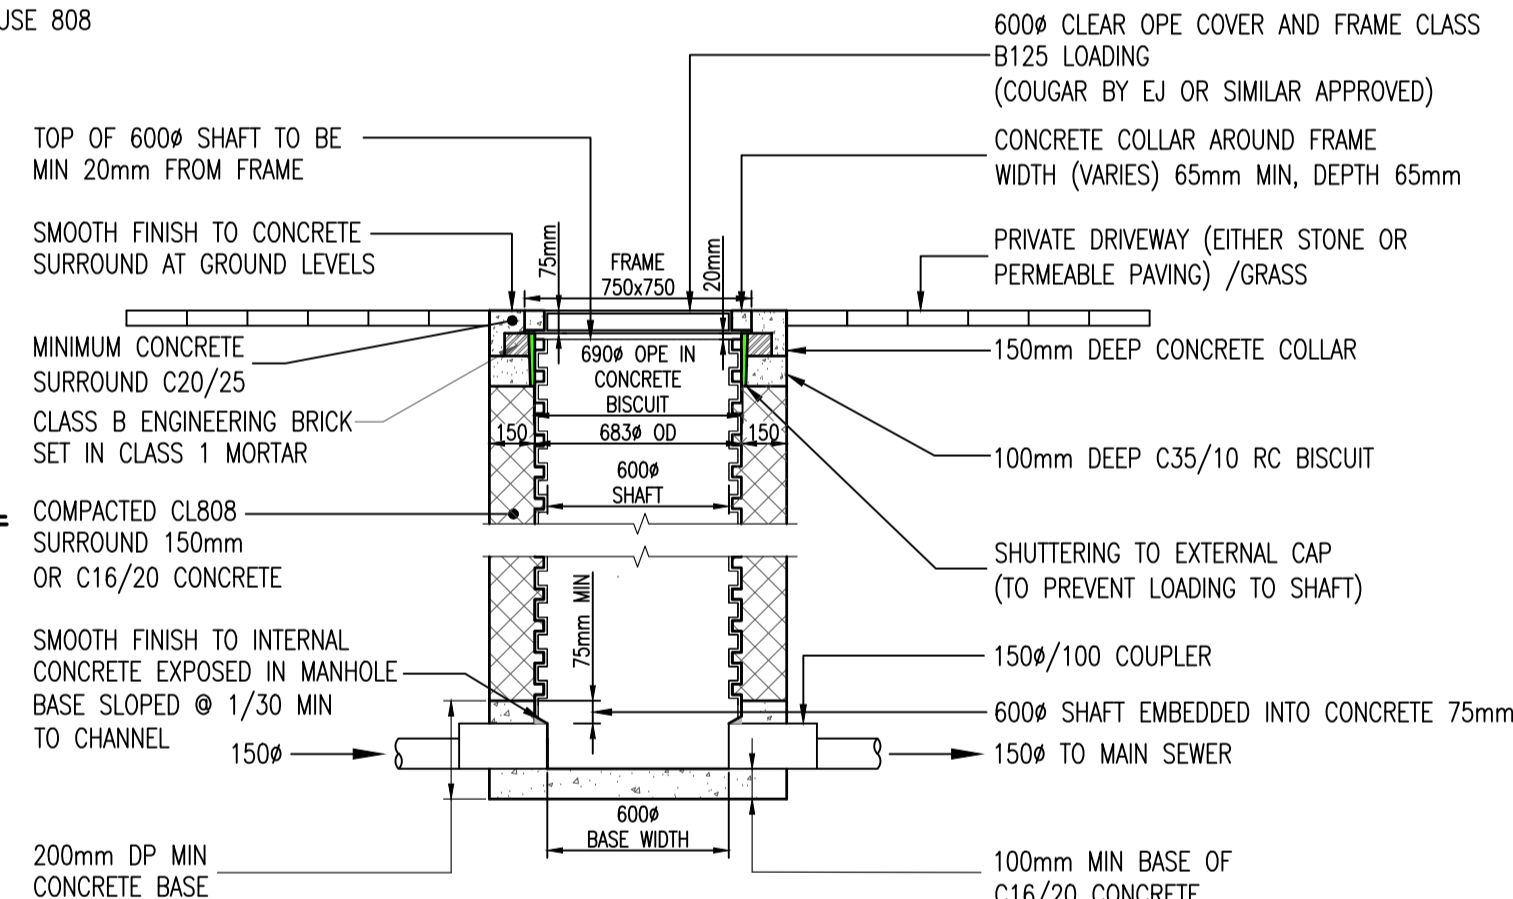 USE 808
TOP OF 600ø SHAFT TO BE
MIN 20mm FROM FRAME
SMOOTH FINISH TO CONCRETE
SURROUND AT GROUND LEVELS
MINIMUM CONCRETE
SURROUND C20/25
CLASS B ENGINEERING BRICK
SET IN CLASS 1 MORTAR
COMPACTED CL808
SURROUND 150mm
OR C16/20 CONCRETE
SMOOTH FINISH TO INTERNAL
CONCRETE EXPOSED IN MANHOLE
BASE SLOPED @ 1/30 MIN
TO CHANNEL
150ø
200mm DP MIN
CONCRETE BASE
75mm
FRAME
750x750
20mm
690ø OPE IN
CONCRETE
BISCUIT
150
683ø OD
150
600ø
SHAFT
75mm MIN
600ø
BASE WIDTH
600ø CLEAR OPE COVER AND FRAME CLASS
B125 LOADING
(COUGAR BY EJ OR SIMILAR APPROVED)
CONCRETE COLLAR AROUND FRAME
WIDTH (VARIES) 65mm MIN, DEPTH 65mm
PRIVATE DRIVEWAY (EITHER STONE OR
PERMEABLE PAVING) /GRASS
150mm DEEP CONCRETE COLLAR
100mm DEEP C35/10 RC BISCUIT
SHUTTERING TO EXTERNAL CAP
(TO PREVENT LOADING TO SHAFT)
150ø/100 COUPLER
600ø SHAFT EMBEDDED INTO CONCRETE 75mm
150ø TO MAIN SEWER
100mm MIN BASE OF
C16/20 CONCRETE